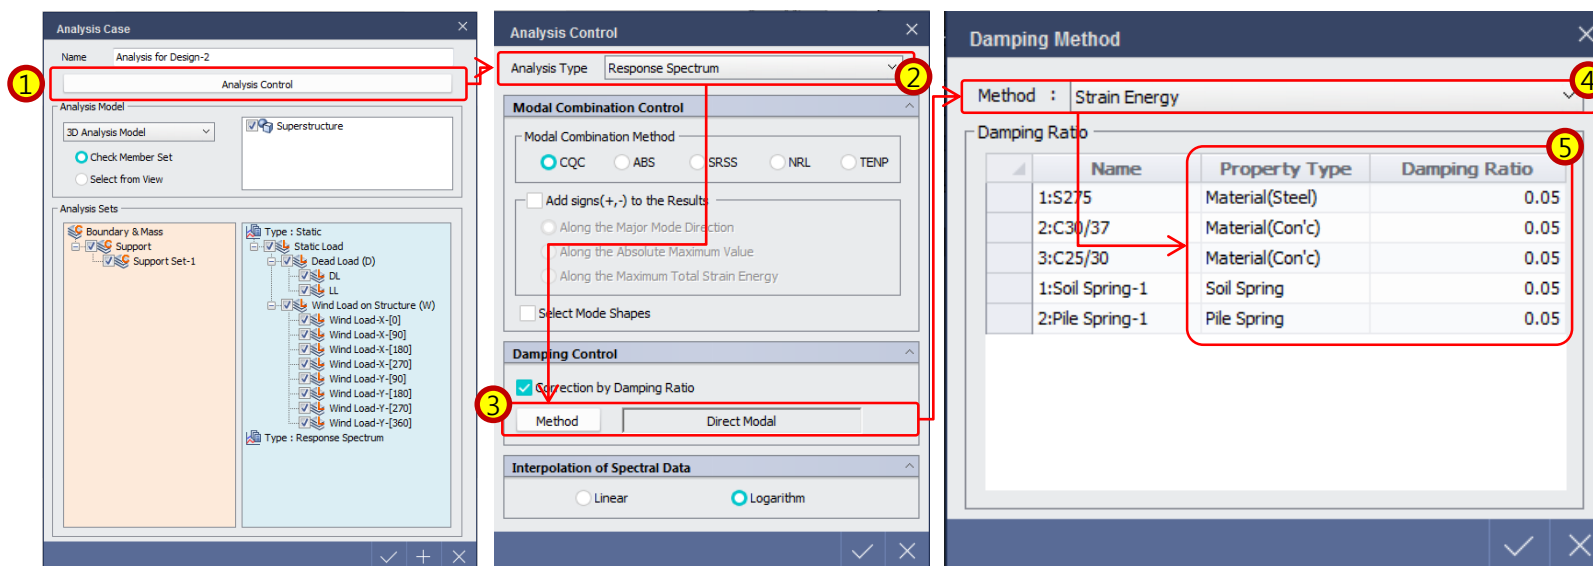 Analysis Case
Name Analysis for Design-2
1
Analysis Control
Analysis Model
3D Analysis Model
Check Member Set
Select from View
Superstructure
Analysis Sets
Boundary & Mass
Support
Support Set-1
Type : Static
Static Load
Dead Load (D)
DL
LL
Wind Load on Structure (W)
Wind Load-X-[0]
Wind Load-X-[90]
Wind Load-X-[180]
Wind Load-X-[270]
Wind Load-Y-[90]
Wind Load-Y-[180]
Wind Load-Y-[270]
Wind Load-Y-[360]
Type : Response Spectrum
Analysis Control
Analysis Type Response Spectrum
2
Modal Combination Control
Modal Combination Method
CQC ABS SRSS NRL TENP
Add signs(+,-) to the Results
Along the Major Mode Direction
Along the Absolute Maximum Value
Along the Maximum Total Strain Energy
Select Mode Shapes
Damping Control
Correction by Damping Ratio
3
Method Direct Modal
Interpolation of Spectral Data
Linear Logarithm
Damping Method
4
Method : Strain Energy
Damping Ratio
5
Name Property Type Damping Ratio
1:S275 Material(Steel) 0.05
2:C30/37 Material(Con'c) 0.05
3:C25/30 Material(Con'c) 0.05
1:Soil Spring-1 Soil Spring 0.05
2:Pile Spring-1 Pile Spring 0.05